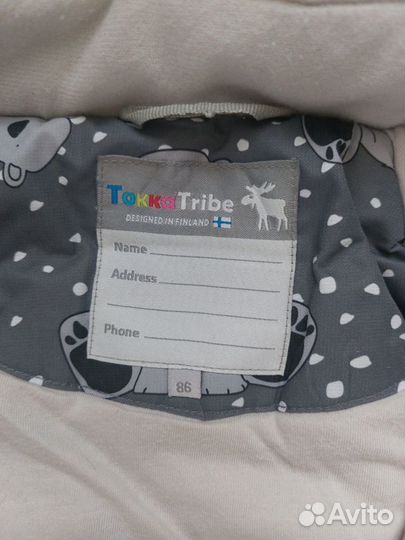 TokkaTribe
DESIGNED IN FINLAND
Name
Address
Phone
86
Avito